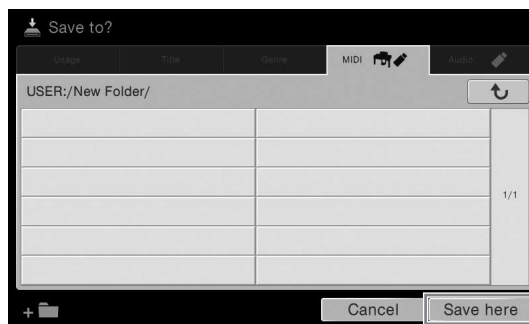 Save to?
Usage Title Genre MIDI Audio
USER:/New Folder/
1/1
+
Cancel Save here